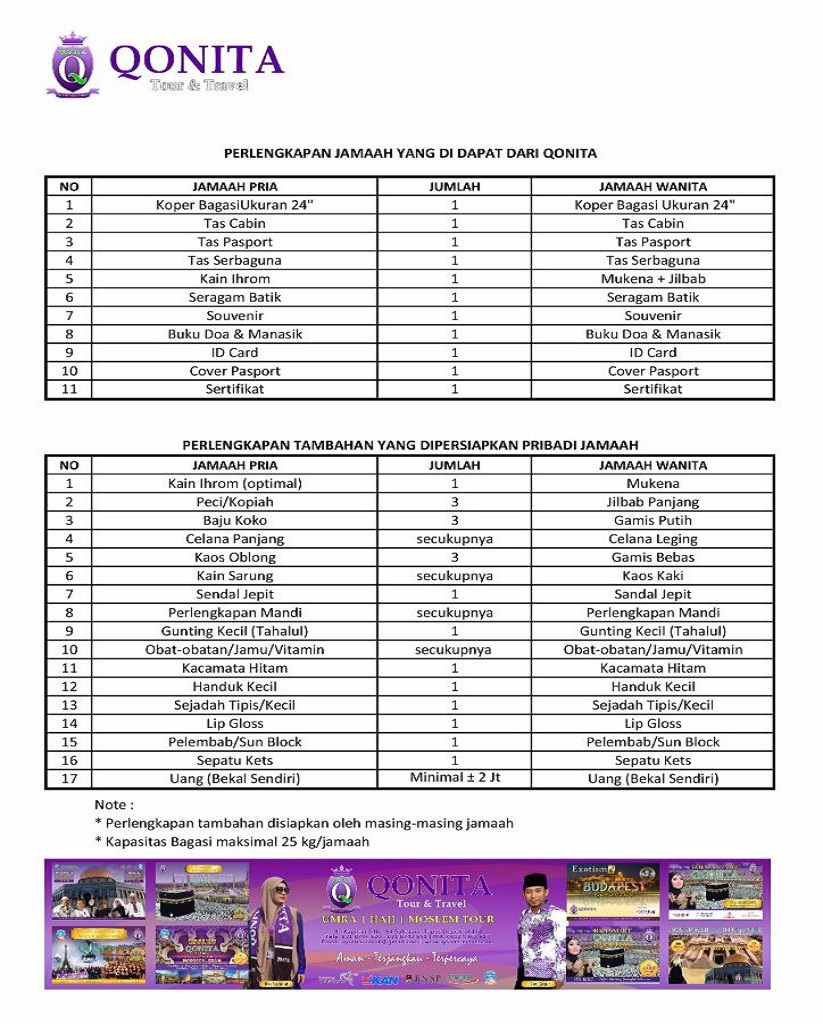 QONITA
Tour & Travel
PERLENGKAPAN JAMAAH YANG DI DAPAT DARI QONITA
NO JAMAAH PRIA JUMLAH JAMAAH WANITA
1 Koper BagasiUkuran 24" 1 Koper Bagasi Ukuran 24"
2 Tas Cabin 1 Tas Cabin
3 Tas Pasport 1 Tas Pasport
4 Tas Serbaguna 1 Tas Serbaguna
5 Kain Ihrom 1 Mukena + Jilbab
6 Seragam Batik 1 Seragam Batik
7 Souvenir 1 Souvenir
8 Buku Doa & Manasik 1 Buku Doa & Manasik
9 ID Card 1 ID Card
10 Cover Pasport 1 Cover Pasport
11 Sertifikat 1 Sertifikat
PERLENGKAPAN TAMBAHAN YANG DIPERSIAPKAN PRIBADI JAMAAH
NO JAMAAH PRIA JUMLAH JAMAAH WANITA
1 Kain Ihrom (optimal) 1 Mukena
2 Peci/Kopiah 3 Jilbab Panjang
3 Baju Koko 3 Gamis Putih
4 Celana Panjang secukupnya Celana Leging
5 Kaos Oblong 3 Gamis Bebas
6 Kain Sarung secukupnya Kaos Kaki
7 Sendal Jepit 1 Sandal Jepit
8 Perlengkapan Mandi secukupnya Perlengkapan Mandi
9 Gunting Kecil (Tahalul) 1 Gunting Kecil (Tahalul)
10 Obat-obatan/Jamu/Vitamin secukupnya Obat-obatan/Jamu/Vitamin
11 Kacamata Hitam 1 Kacamata Hitam
12 Handuk Kecil 1 Handuk Kecil
13 Sejadah Tipis/Kecil 1 Sejadah Tipis/Kecil
14 Lip Gloss 1 Lip Gloss
15 Pelembab/Sun Block 1 Pelembab/Sun Block
16 Sepatu Kets 1 Sepatu Kets
17 Uang (Bekal Sendiri) Minimal ± 2 Jt Uang (Bekal Sendiri)
Note :
* Perlengkapan tambahan disiapkan oleh masing-masing jamaah
* Kapasitas Bagasi maksimal 25 kg/jamaah
QONITA
Tour & Travel
UMRA | HAJI | MOSLEM TOUR
Aman - Terjangkau - Terpercaya
KAN
Exotism
BUDAPEST
QONITA
QONITA
QONITA